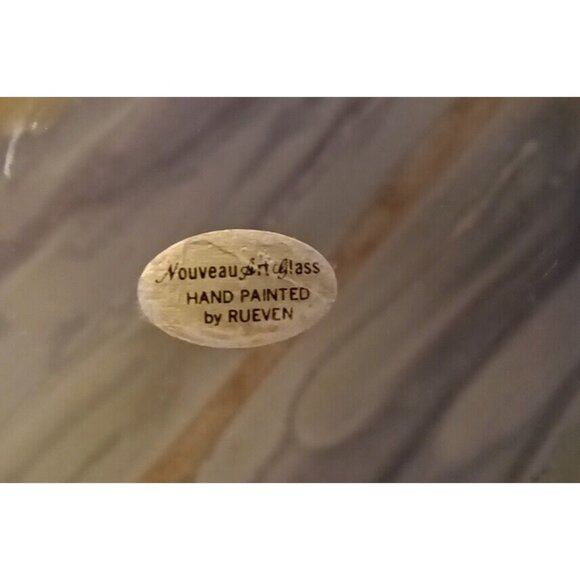 Nouveau Art Glass
HAND PAINTED
by RUEVEN